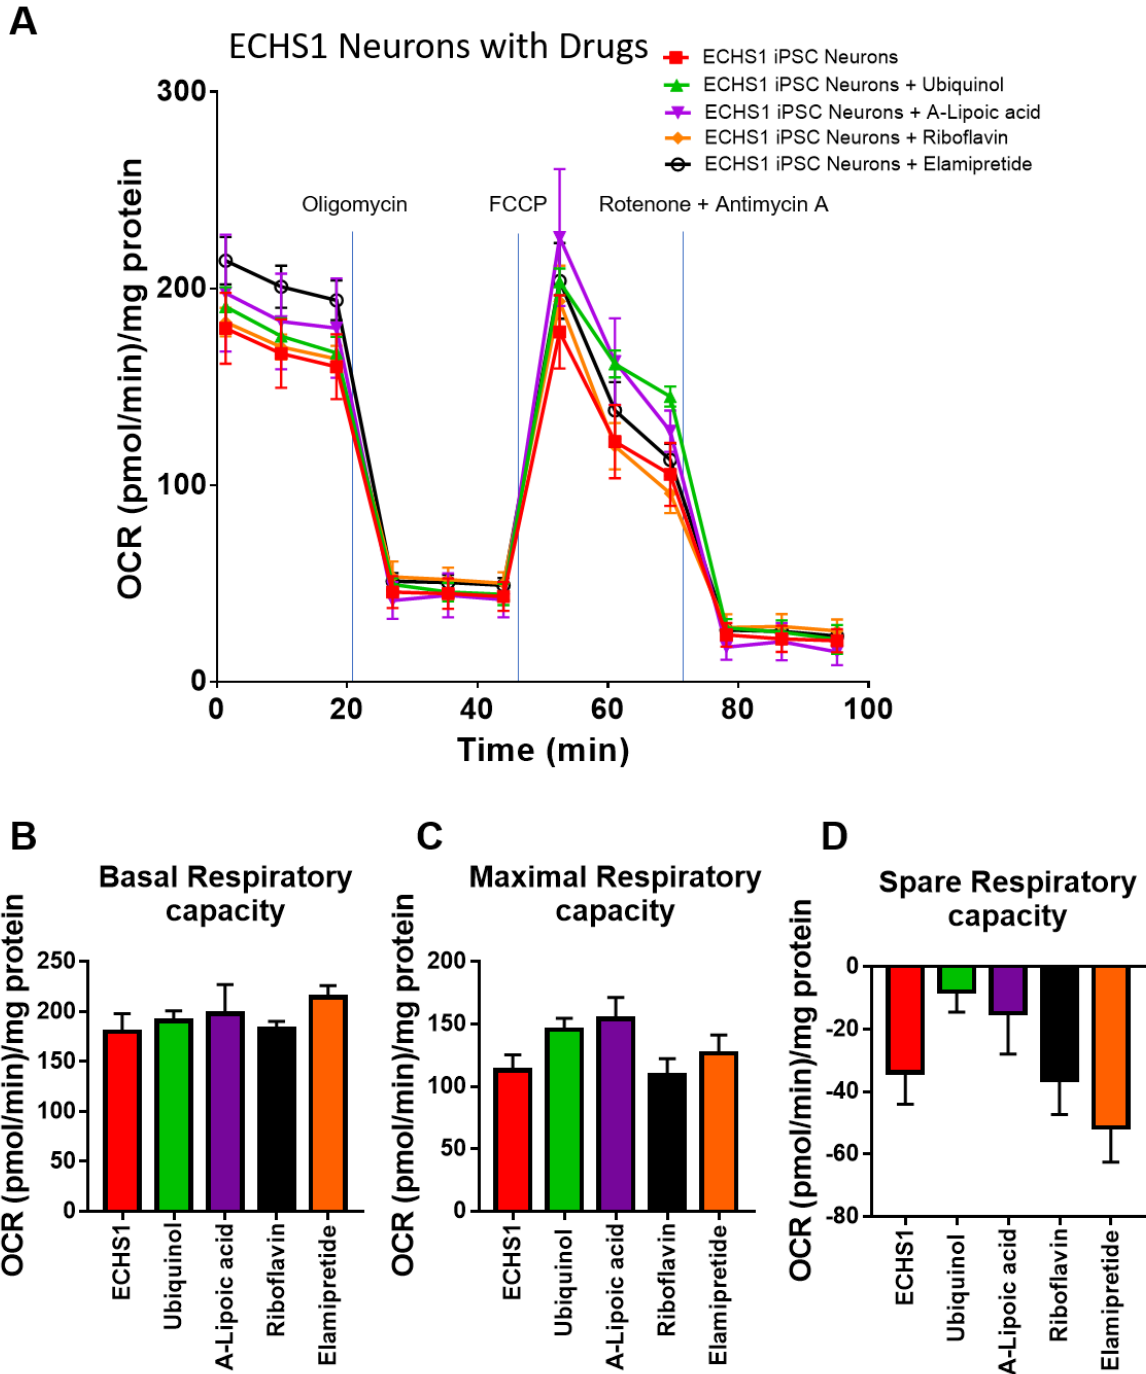 A
ECHS1 Neurons with Drugs
ECHS1 iPSC Neurons
ECHS1 iPSC Neurons + Ubiquinol
ECHS1 iPSC Neurons + A-Lipoic acid
ECHS1 iPSC Neurons + Riboflavin
ECHS1 iPSC Neurons + Elamipretide
Oligomycin
FCCP
Rotenone + Antimycin A
OCR (pmol/min)/mg protein
300
200
100
0
0 20 40 60 80 100
Time (min)
B
Basal Respiratory
capacity
OCR (pmol/min)/mg protein
250
200
150
100
50
0
ECHS1
Ubiquinol
A-Lipoic acid
Riboflavin
Elamipretide
C
Maximal Respiratory
capacity
OCR (pmol/min)/mg protein
200
150
100
50
0
ECHS1
Ubiquinol
A-Lipoic acid
Riboflavin
Elamipretide
D
Spare Respiratory
capacity
OCR (pmol/min)/mg protein
0
-20
-40
-60
-80
ECHS1
Ubiquinol
A-Lipoic acid
Riboflavin
Elamipretide